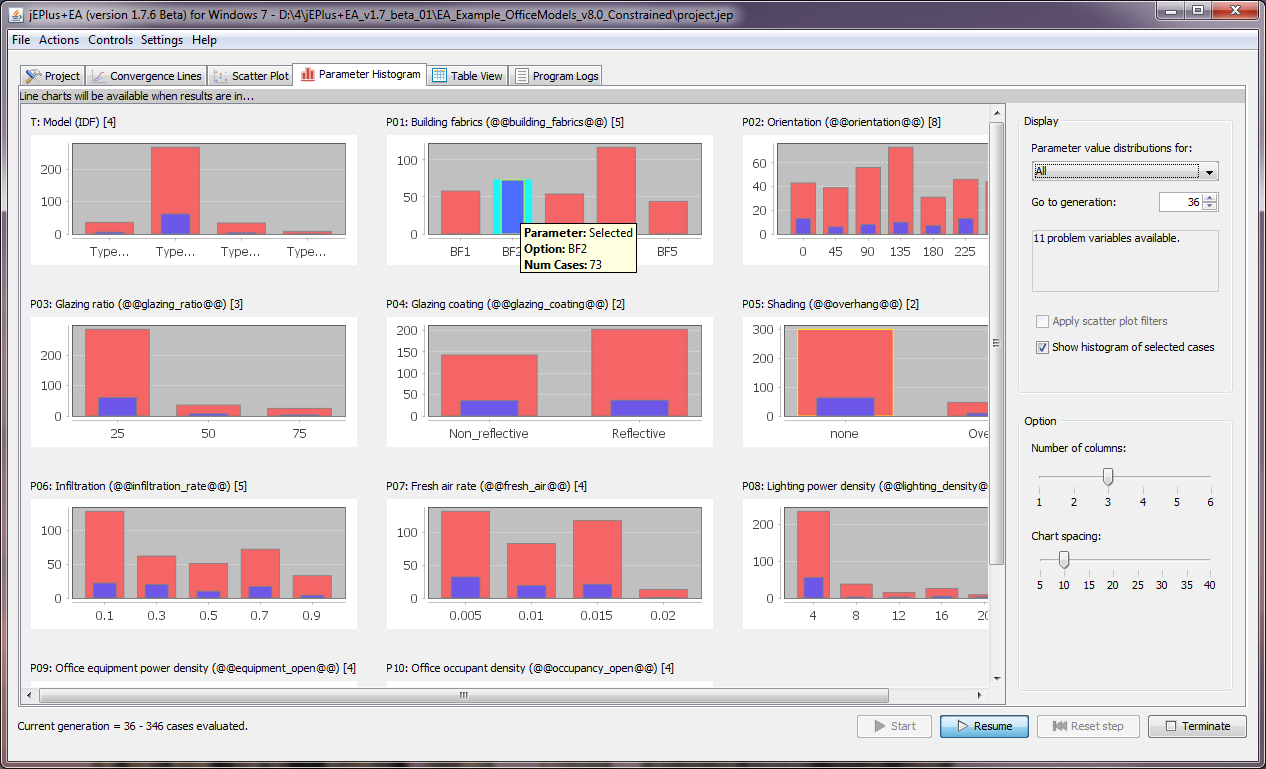 jEPlus+EA (version 1.7.6 Beta) for Windows 7 - D:\4\jEPlus+EA_v1.7_beta_01\EA_Example_OfficeModels_v8.0_Constrained\project.jep
File Actions Controls Settings Help
Project Convergence Lines Scatter Plot Parameter Histogram Table View Program Logs
Line charts will be available when results are in...
T: Model (IDF) [4]
200
100
0
Type... Type... Type... Type...
P01: Building fabrics (@@building_fabrics@@) [5]
100
50
0
BF1 BF2 BF5
Parameter: Selected
Option: BF2
Num Cases: 73
P02: Orientation (@@orientation@@) [8]
60
40
20
0
0 45 90 135 180 225
P03: Glazing ratio (@@glazing_ratio@@) [3]
200
100
0
25 50 75
P04: Glazing coating (@@glazing_coating@@) [2]
200
150
100
50
0
Non_reflective Reflective
P05: Shading (@@overhang@@) [2]
300
200
100
0
none Ove
P06: Infiltration (@@infiltration_rate@@) [5]
100
50
0
0.1 0.3 0.5 0.7 0.9
P07: Fresh air rate (@@fresh_air@@) [4]
100
50
0
0.005 0.01 0.015 0.02
P08: Lighting power density (@@lighting_density@
200
100
0
4 8 12 16 20
P09: Office equipment power density (@@equipment_open@@) [4]
P10: Office occupant density (@@occupancy_open@@) [4]
Display
Parameter value distributions for:
All
Go to generation: 36
11 problem variables available.
Apply scatter plot filters
Show histogram of selected cases
Option
Number of columns:
1 2 3 4 5 6
Chart spacing:
5 10 15 20 25 30 35 40
Current generation = 36 - 346 cases evaluated.
Start Resume Reset step Terminate